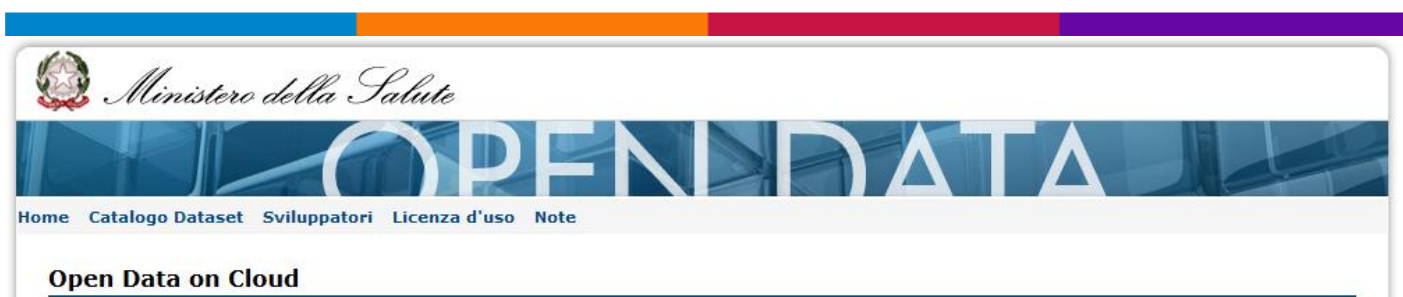 Ministero della Salute
OPEN DATA
Home Catalogo Dataset Sviluppatori Licenza d'uso Note
Open Data on Cloud